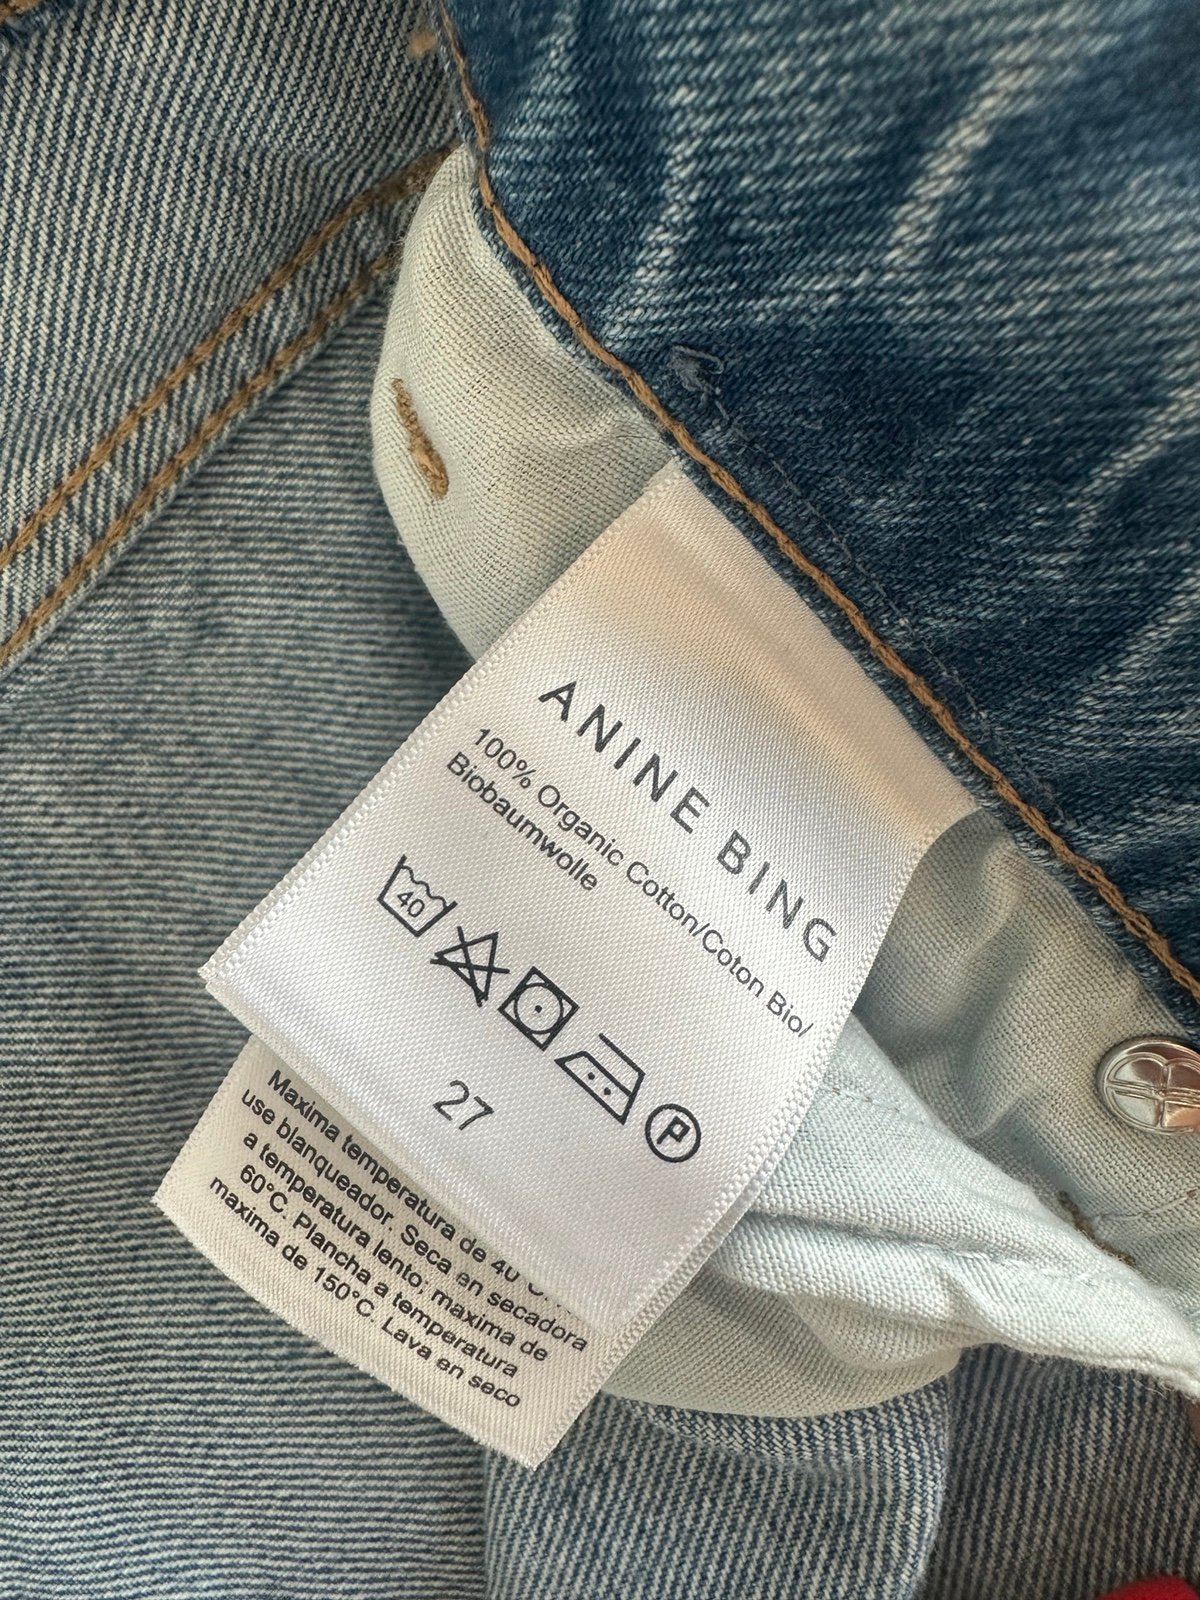 ANINE BING
100% Organic Cotton/Coton Bio/
Biobaumwolle
40
P
27
Maxima temperatura de 40
use blanqueador. Seca en secadora
a temperatura lento; maxima de
60°C. Plancha a temperatura
maxima de 150°C. Lava en seco